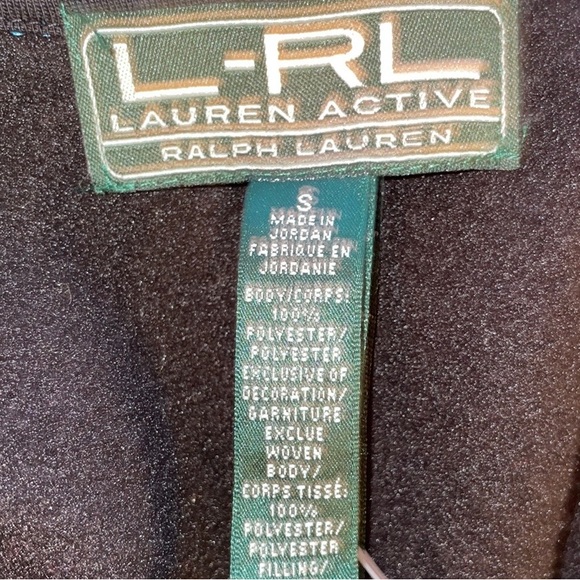 L-RL
LAUREN ACTIVE
RALPH LAUREN
S
MADE IN
JORDAN
FABRIQUE EN
JORDANIE
BODY/CORPS:
100%
POLYESTER/
POLYESTER
EXCLUSIVE OF
DECORATION/
GARNITURE
EXCLUE
WOVEN
BODY/
CORPS TISSÉ:
100%
POLYESTER/
POLYESTER
FILLING/